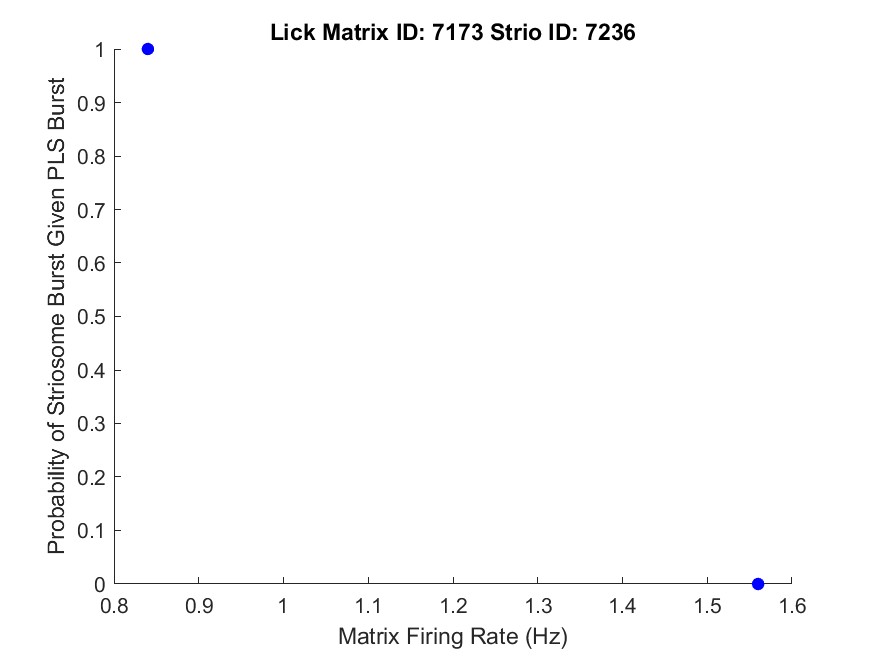 Lick Matrix ID: 7173 Strio ID: 7236
Probability of Striosome Burst Given PLS Burst
1
0.9
0.8
0.7
0.6
0.5
0.4
0.3
0.2
0.1
0
0.8 0.9 1 1.1 1.2 1.3 1.4 1.5 1.6
Matrix Firing Rate (Hz)